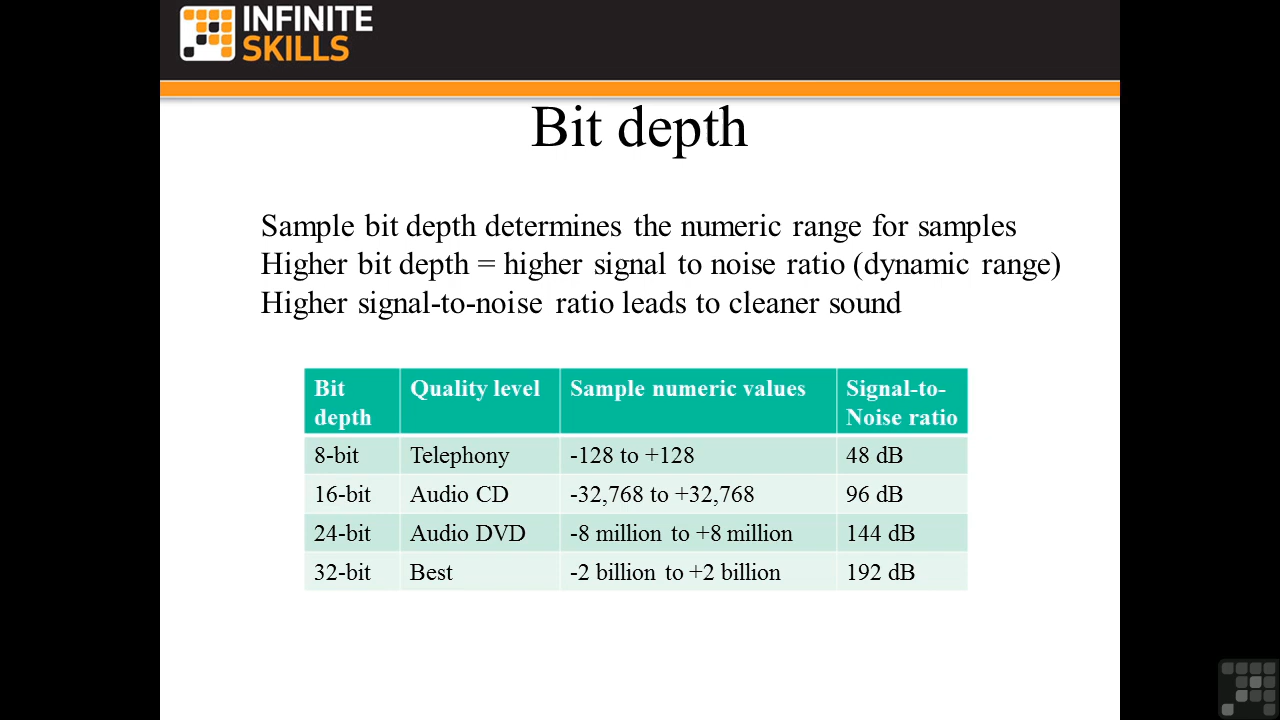 INFINITE
SKILLS
Bit depth
Sample bit depth determines the numeric range for samples
Higher bit depth = higher signal to noise ratio (dynamic range)
Higher signal-to-noise ratio leads to cleaner sound
Bit depth Quality level Sample numeric values Signal-to-Noise ratio
8-bit Telephony -128 to +128 48 dB
16-bit Audio CD -32,768 to +32,768 96 dB
24-bit Audio DVD -8 million to +8 million 144 dB
32-bit Best -2 billion to +2 billion 192 dB